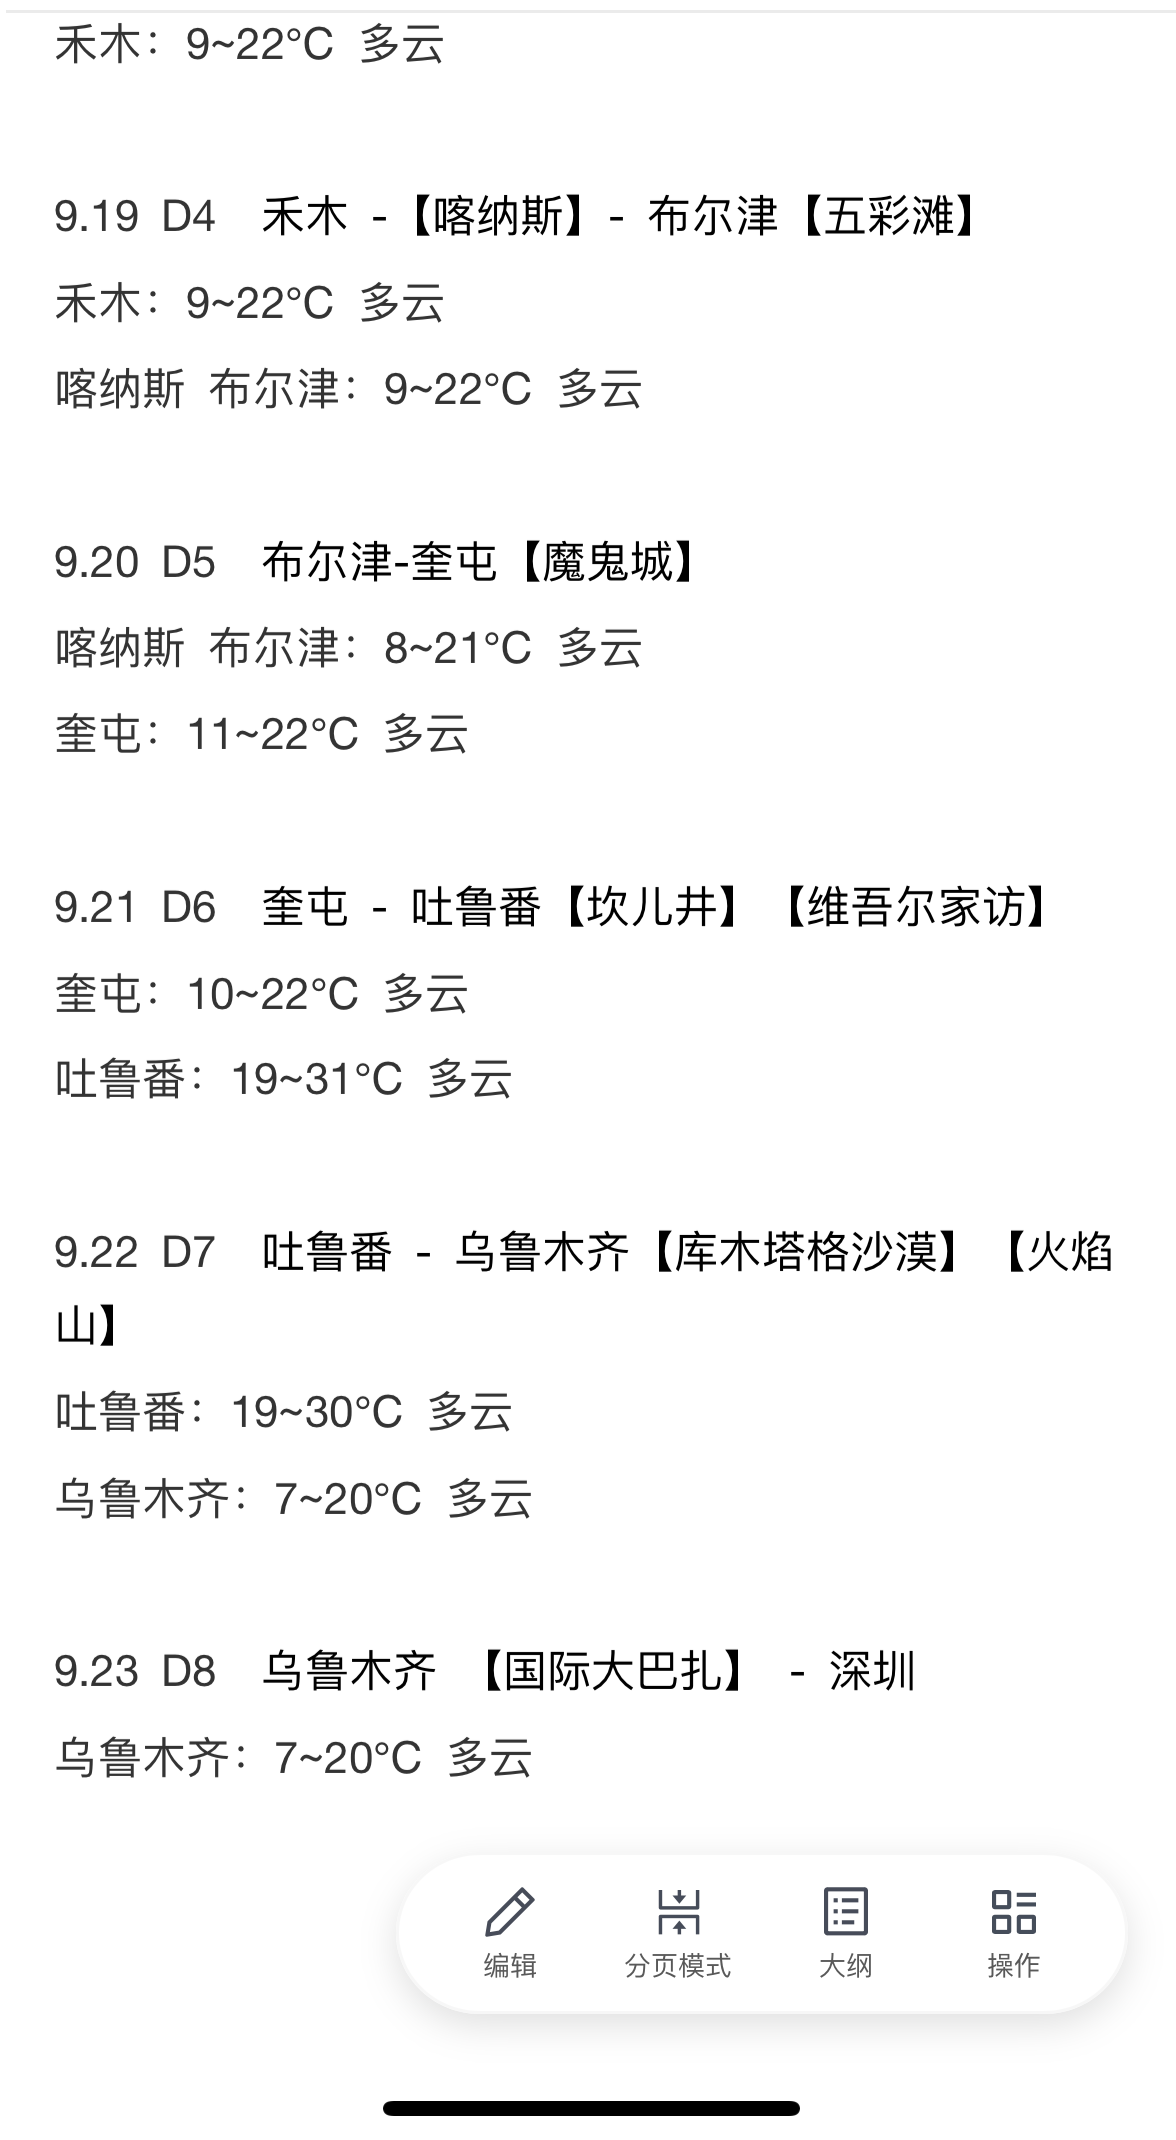 禾木：9~22°C 多云
9.19 D4 禾木 -【喀纳斯】- 布尔津【五彩滩】
禾木：9~22°C 多云
喀纳斯 布尔津：9~22°C 多云
9.20 D5 布尔津-奎屯【魔鬼城】
喀纳斯 布尔津：8~21°C 多云
奎屯：11~22°C 多云
9.21 D6 奎屯 - 吐鲁番【坎儿井】【维吾尔家访】
奎屯：10~22°C 多云
吐鲁番：19~31°C 多云
9.22 D7 吐鲁番 - 乌鲁木齐【库木塔格沙漠】【火焰
山】
吐鲁番：19~30°C 多云
乌鲁木齐：7~20°C 多云
9.23 D8 乌鲁木齐 【国际大巴扎】 - 深圳
乌鲁木齐：7~20°C 多云
编辑 分页模式 大纲 操作